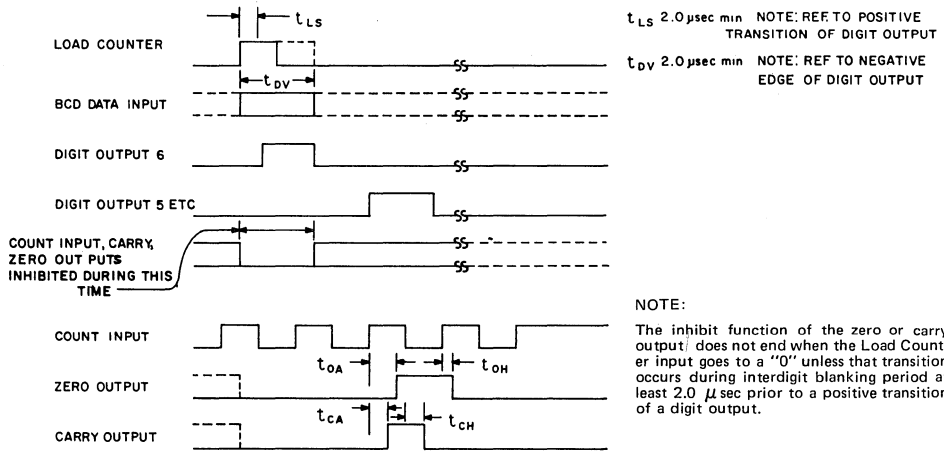 t LS
t LS 2.0 µsec min NOTE: REF. TO POSITIVE
TRANSITION OF DIGIT OUTPUT
LOAD COUNTER
t DV 2.0 µsec min NOTE: REF TO NEGATIVE
EDGE OF DIGIT OUTPUT
t DV
BCD DATA INPUT
DIGIT OUTPUT 6
DIGIT OUTPUT 5 ETC
COUNT INPUT, CARRY,
ZERO OUT PUTS
INHIBITED DURING THIS
TIME
COUNT INPUT
t OA
t OH
ZERO OUTPUT
t CA
t CH
CARRY OUTPUT
NOTE:
The inhibit function of the zero or carry
output does not end when the Load Count-
er input goes to a "0" unless that transition
occurs during interdigit blanking period a
least 2.0 µ sec prior to a positive transition
of a digit output.